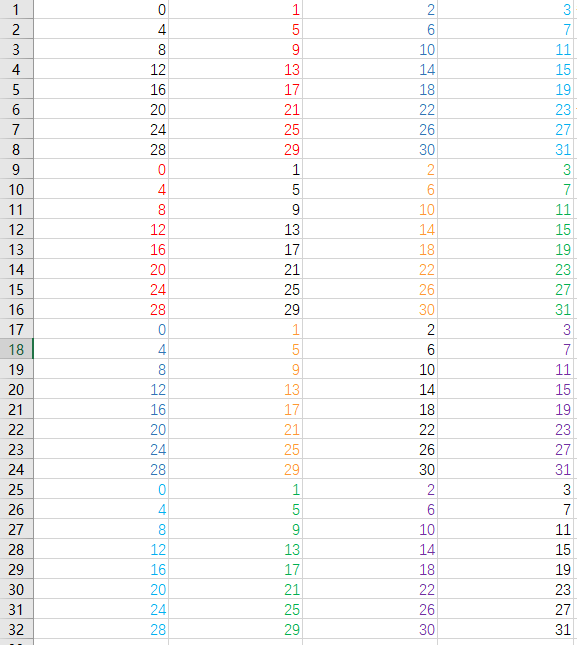 1 0 1 2 3
2 4 5 6 7
3 8 9 10 11
4 12 13 14 15
5 16 17 18 19
6 20 21 22 23
7 24 25 26 27
8 28 29 30 31
9 0 1 2 3
10 4 5 6 7
11 8 9 10 11
12 12 13 14 15
13 16 17 18 19
14 20 21 22 23
15 24 25 26 27
16 28 29 30 31
17 0 1 2 3
18 4 5 6 7
19 8 9 10 11
20 12 13 14 15
21 16 17 18 19
22 20 21 22 23
23 24 25 26 27
24 28 29 30 31
25 0 1 2 3
26 4 5 6 7
27 8 9 10 11
28 12 13 14 15
29 16 17 18 19
30 20 21 22 23
31 24 25 26 27
32 28 29 30 31